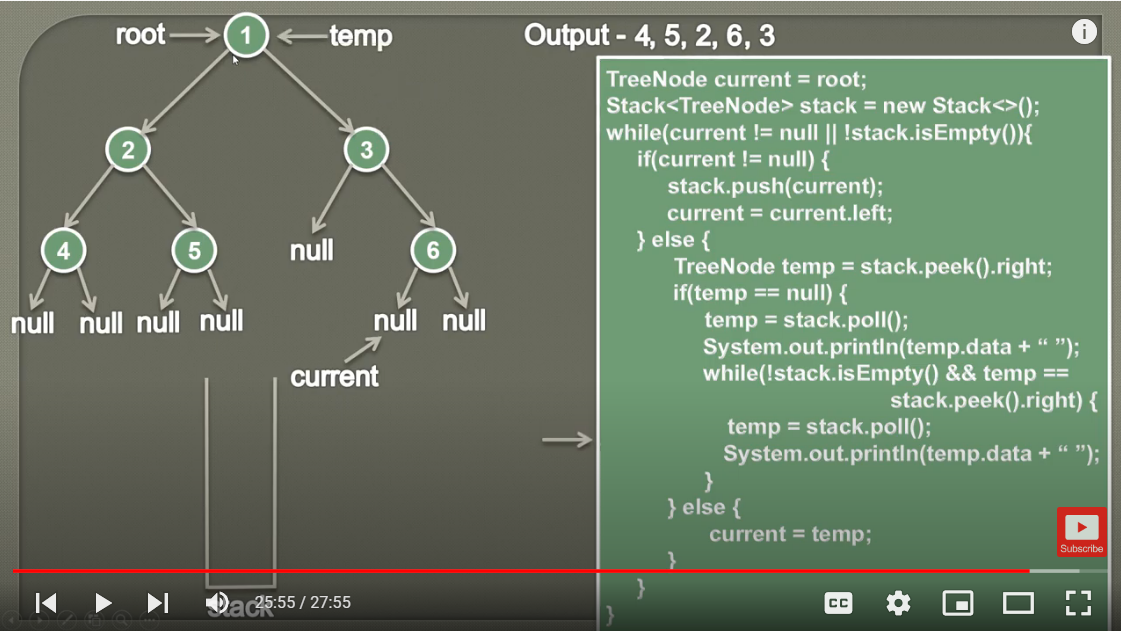 root
1
temp
Output - 4, 5, 2, 6, 3
2
3
4
5
null
6
null
null
null
null
null
null
current
stack
TreeNode current = root;
Stack<TreeNode> stack = new Stack<>();
while(current != null || !stack.isEmpty()){
if(current != null) {
stack.push(current);
current = current.left;
} else {
TreeNode temp = stack.peek().right;
if(temp == null) {
temp = stack.poll();
System.out.println(temp.data + “ ”);
while(!stack.isEmpty() && temp ==
stack.peek().right) {
temp = stack.poll();
System.out.println(temp.data + “ ”);
}
} else {
current = temp;
}
}
}
Subscribe
25:55 / 27:55
CC
i